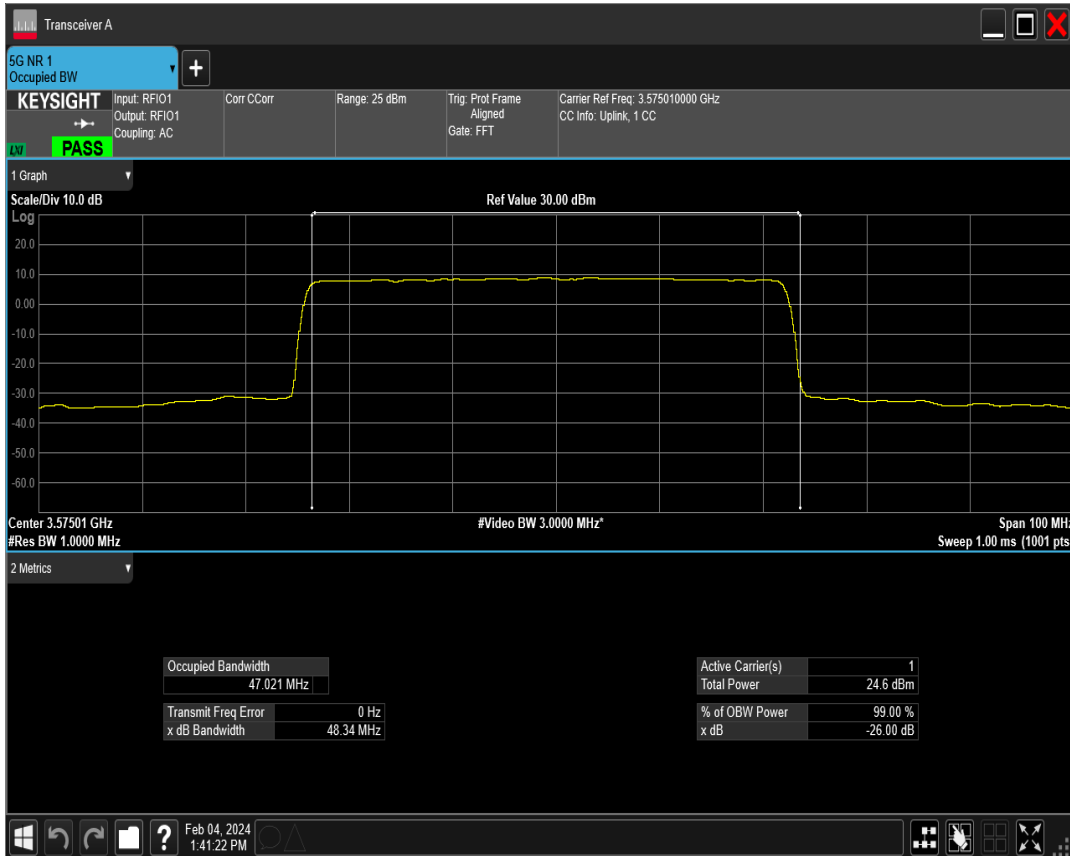 Transceiver A
5G NR 1
Occupied BW
+
KEYSIGHT
LXI
PASS
Input: RFIO1
Output: RFIO1
Coupling: AC
Corr CCorr
Range: 25 dBm
Trig: Prot Frame
Aligned
Gate: FFT
Carrier Ref Freq: 3.575010000 GHz
CC Info: Uplink, 1 CC
1 Graph
Scale/Div 10.0 dB
Ref Value 30.00 dBm
Log
20.0
10.0
0.00
-10.0
-20.0
-30.0
-40.0
-50.0
-60.0
Center 3.57501 GHz
#Video BW 3.0000 MHz*
Span 100 MHz
#Res BW 1.0000 MHz
Sweep 1.00 ms (1001 pts
2 Metrics
Occupied Bandwidth
47.021 MHz
Transmit Freq Error 0 Hz
x dB Bandwidth 48.34 MHz
Active Carrier(s) 1
Total Power 24.6 dBm
% of OBW Power 99.00 %
x dB -26.00 dB
?
Feb 04, 2024
1:41:22 PM